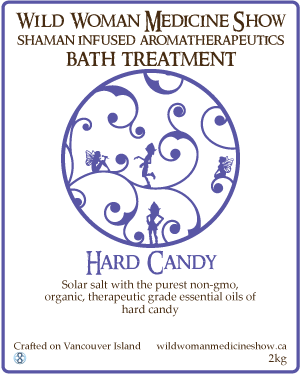 Wild Woman Medicine Show
Shaman Infused Aromatherapeutics
Bath Treatment
Hard Candy
Solar salt with the purest non-gmo,
organic, therapeutic grade essential oils of
hard candy
Crafted on Vancouver Island wildwomanmedicineshow.ca
2kg